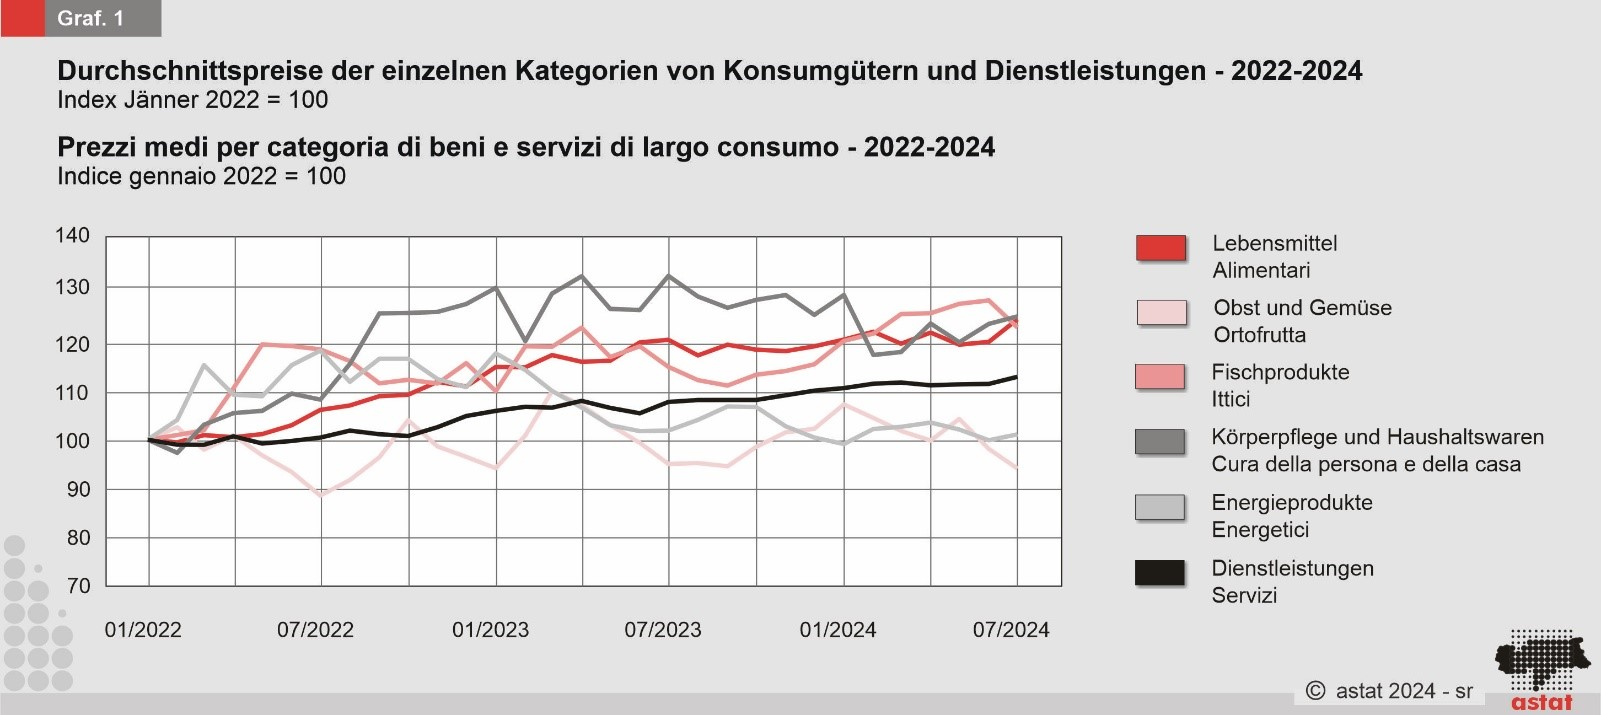 Graf. 1
Durchschnittspreise der einzelnen Kategorien von Konsumgütern und Dienstleistungen - 2022-2024
Index Jänner 2022 = 100
Prezzi medi per categoria di beni e servizi di largo consumo - 2022-2024
Indice gennaio 2022 = 100
140
130
120
110
100
90
80
70
01/2022 07/2022 01/2023 07/2023 01/2024 07/2024
Lebensmittel
Alimentari
Obst und Gemüse
Ortofrutta
Fischprodukte
Ittici
Körperpflege und Haushaltswaren
Cura della persona e della casa
Energieprodukte
Energetici
Dienstleistungen
Servizi
© astat 2024 - sr
astat